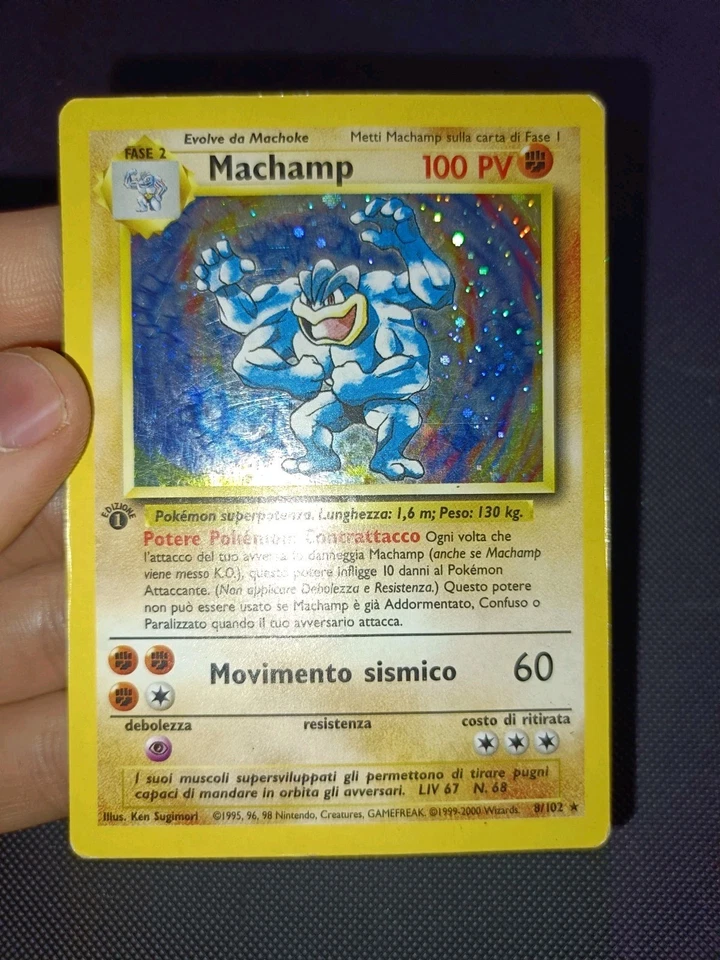 Evolve da Machoke Metti Machamp sulla carta di Fase 1
FASE 2
Machamp 100 PV
EDIZIONE 1
Pokémon superpotenza. Lunghezza: 1,6 m; Peso: 130 kg.
Potere Pokémon: Contrattacco Ogni volta che
l'attacco del tuo avversario danneggia Machamp (anche se Machamp
viene messo K.O.), questo potere infligge 10 danni al Pokémon
Attaccante. (Non applicare Debolezza e Resistenza.) Questo potere
non può essere usato se Machamp è già Addormentato, Confuso o
Paralizzato quando il tuo avversario attacca.
Movimento sismico 60
debolezza resistenza costo di ritirata
I suoi muscoli supersviluppati gli permettono di tirare pugni
capaci di mandare in orbita gli avversari. LIV 67 N. 68
Illus. Ken Sugimori ©1995, 96, 98 Nintendo, Creatures, GAMEFREAK. ©1999-2000 Wizards. 8/102 ★